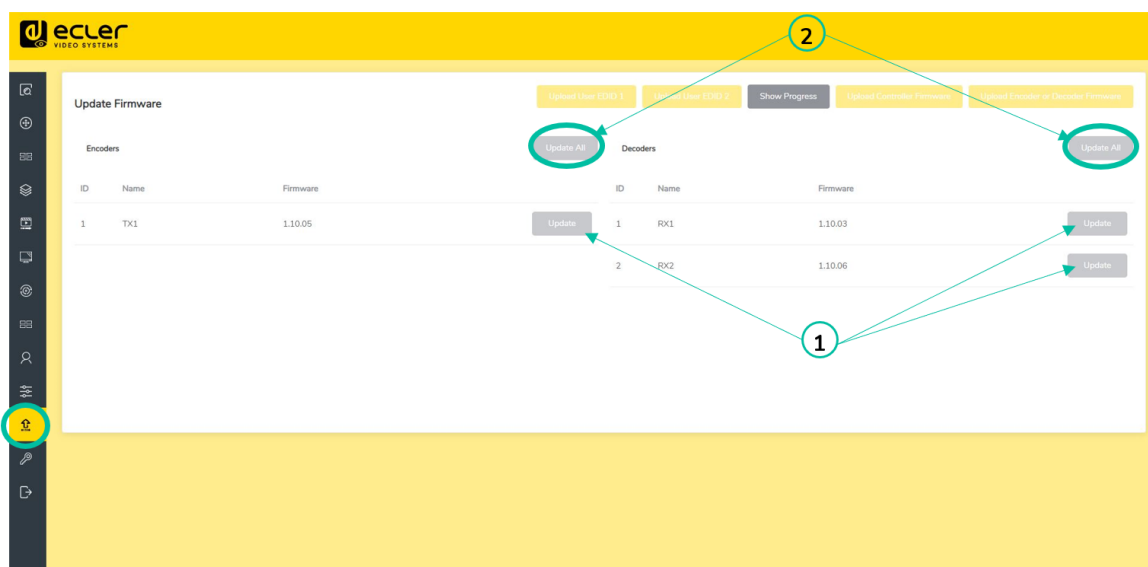 ecler
VIDEO SYSTEMS
2
Update Firmware
Upload User EDID 1
Upload User EDID 2
Show Progress
Upload Controller Firmware
Upload Encoder or Decoder Firmware
Encoders
Update All
ID Name Firmware
1 TX1 1.10.05 Update
Decoders
Update All
ID Name Firmware
1 RX1 1.10.03 Update
2 RX2 1.10.06 Update
1